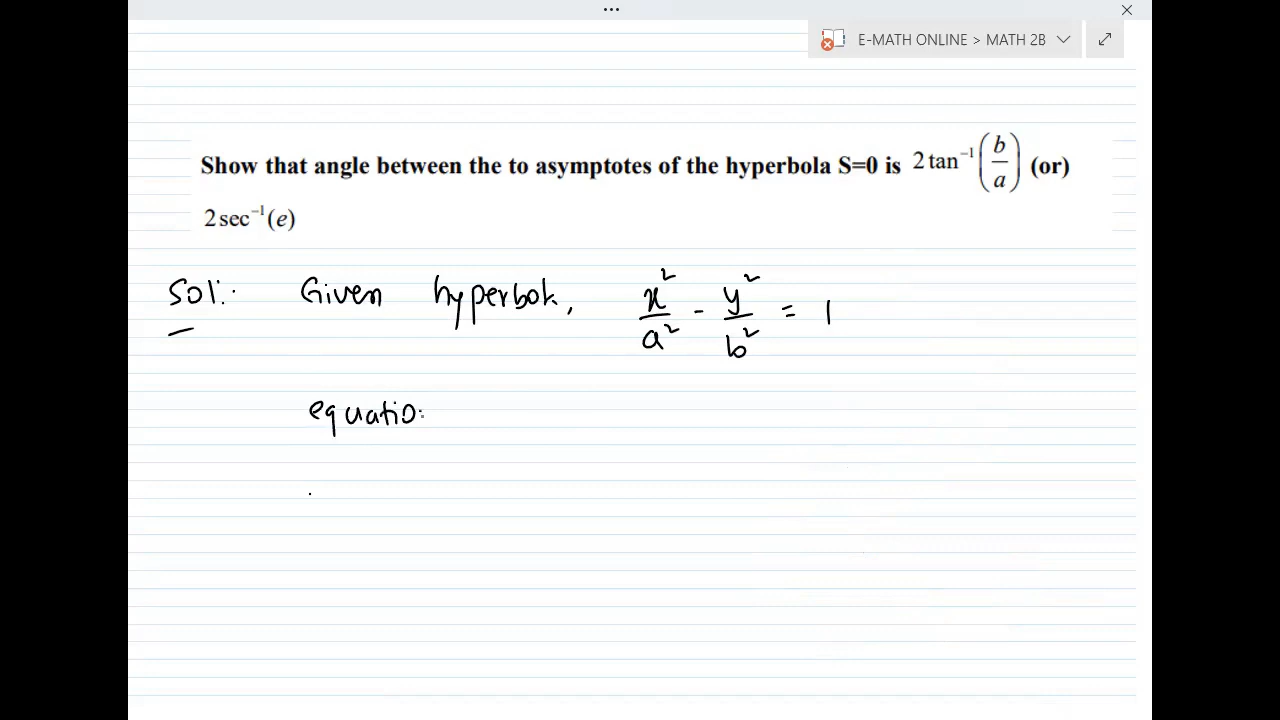 E-MATH ONLINE > MATH 2B
Show that angle between the to asymptotes of the hyperbola S=0 is 2 tan⁻¹(b/a) (or)
2 sec⁻¹(e)
Sol:- Given hyperbola, x²/a² - y²/b² = 1
equatio